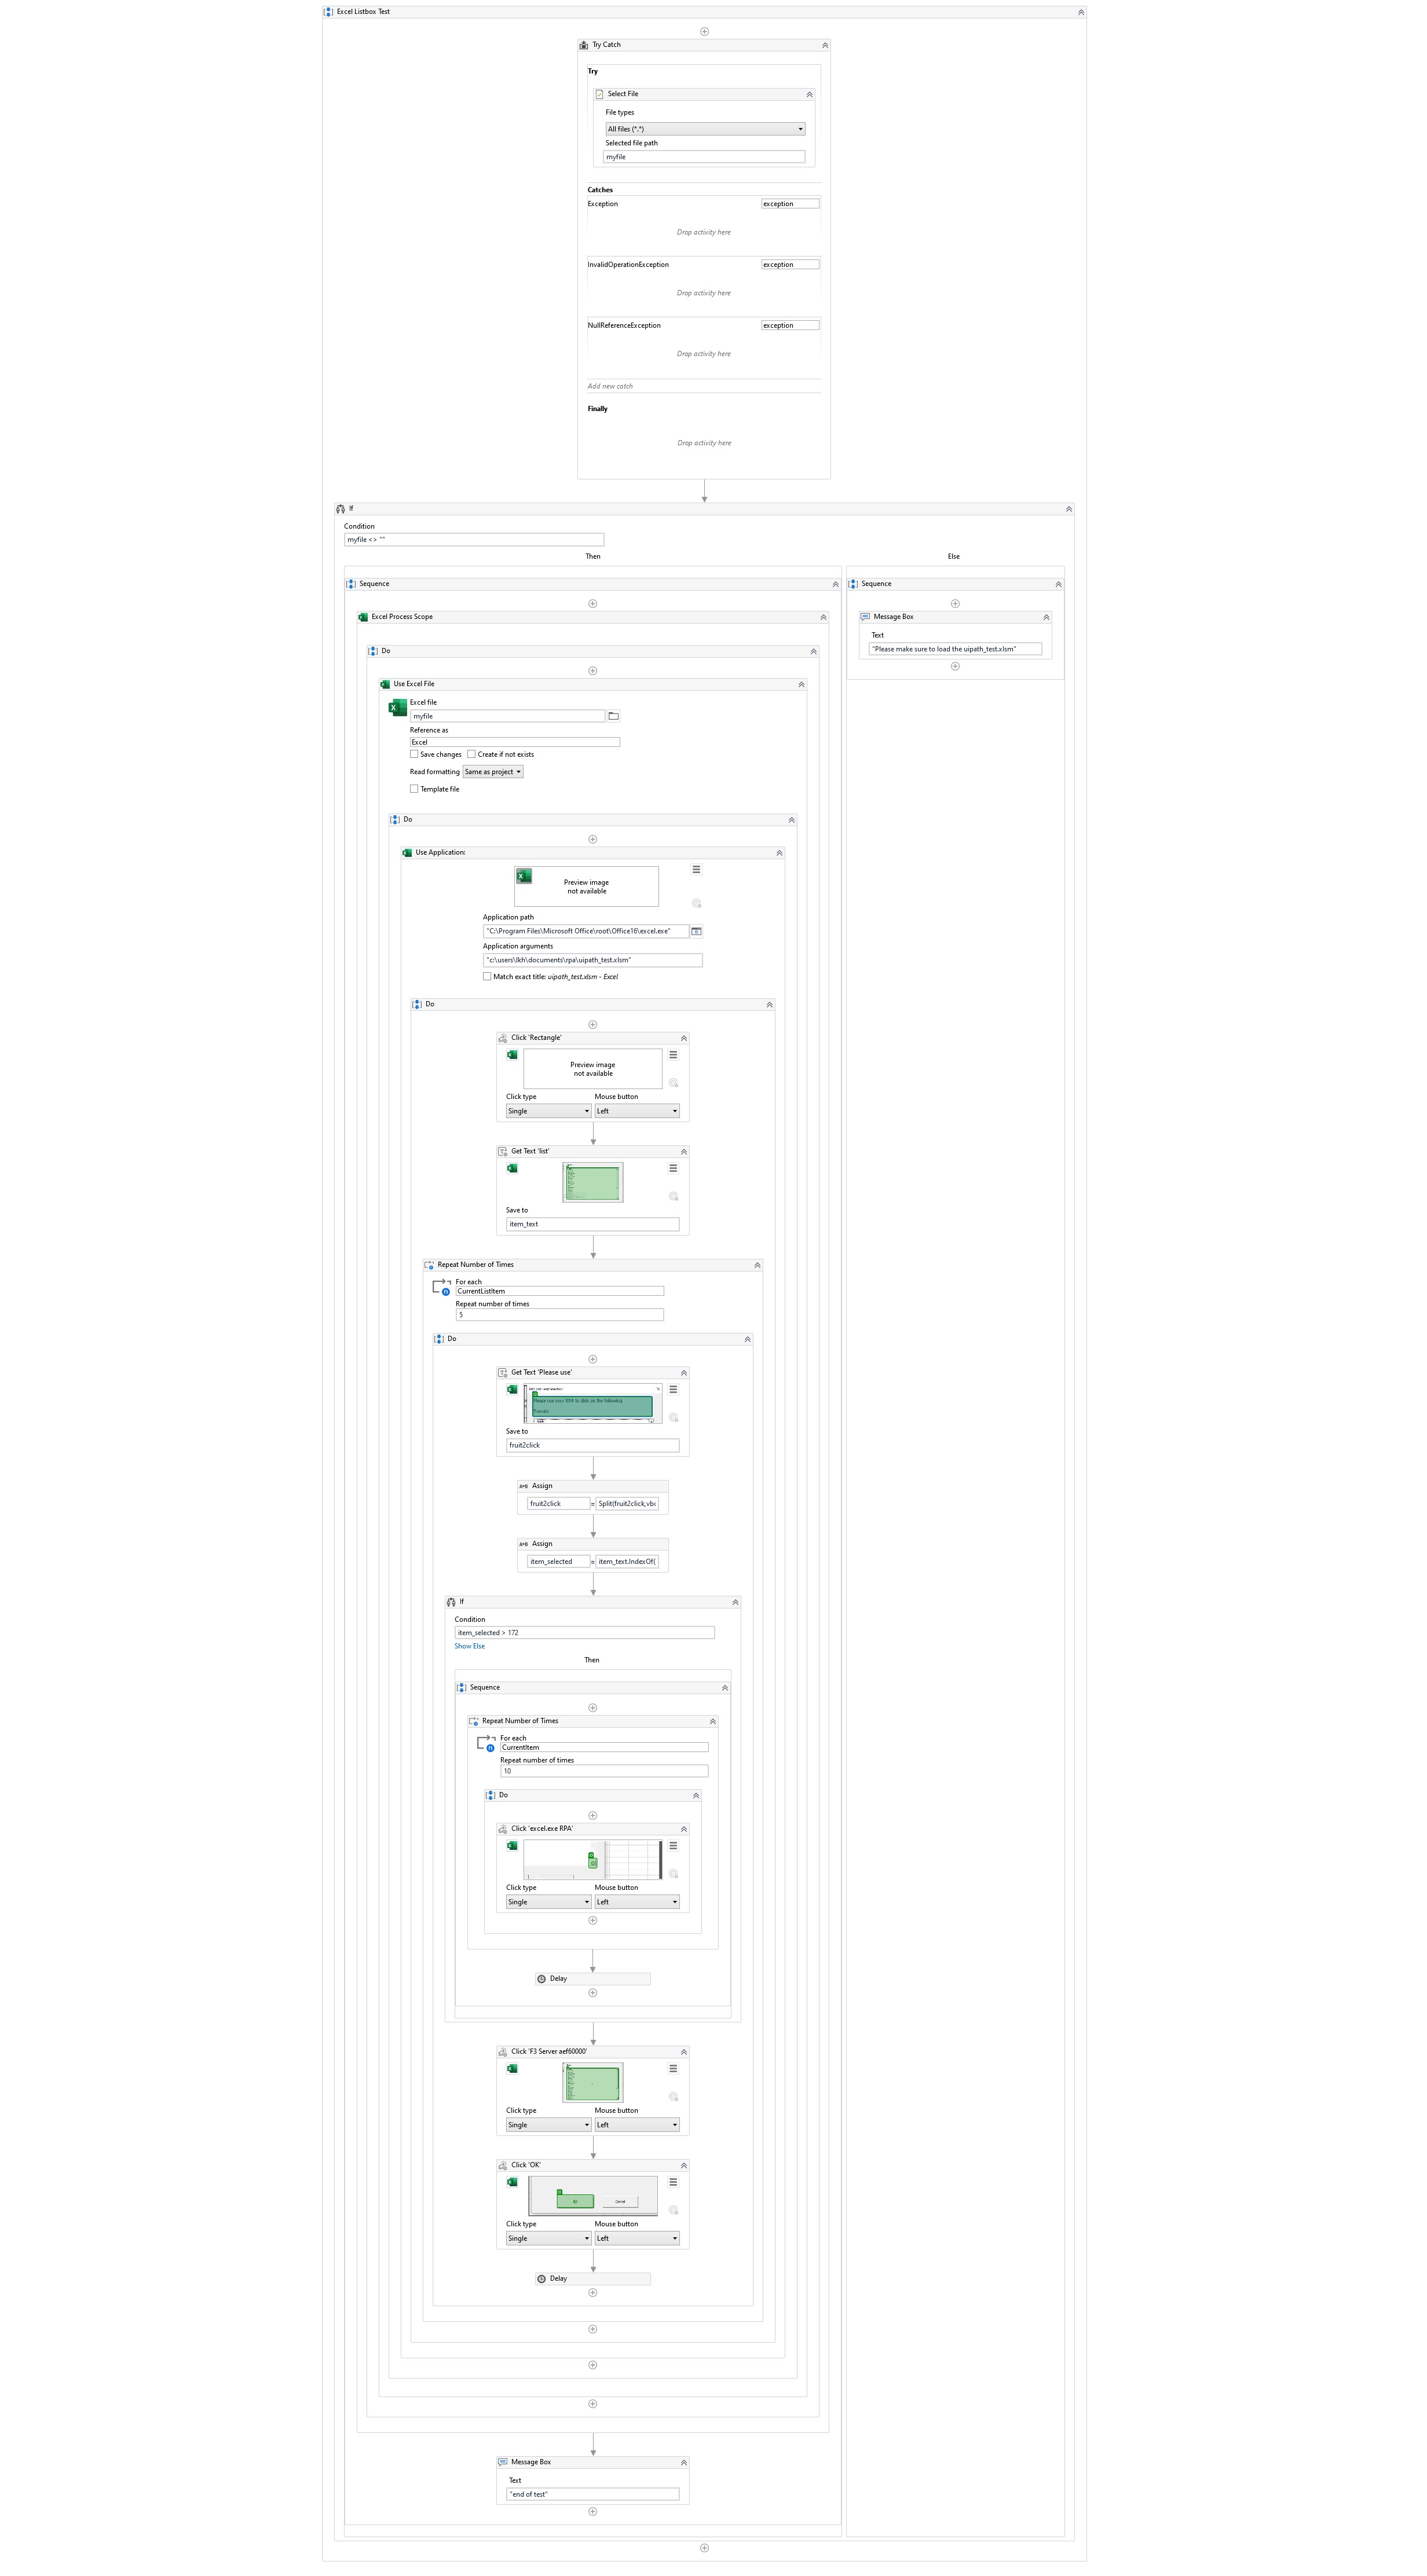 Excel Listbox Test
Try Catch
Try
Select File
File types
All files (*.*)
Selected file path
myfile
Catches
Exception exception
Drop activity here
InvalidOperationException exception
Drop activity here
NullReferenceException exception
Drop activity here
Add new catch
Finally
Drop activity here
If
Condition
myfile <> ""
Then Else
Sequence
Excel Process Scope
Do
Use Excel File
Excel file
myfile
Reference as
Excel
Save changes Create if not exists
Read formatting Same as project
Template file
Do
Use Application:
Preview image
not available
Application path
"C:\Program Files\Microsoft Office\root\Office16\excel.exe"
Application arguments
"c:\users\lkh\documents\rpa\uipath_test.xlsm"
Match exact title: uipath_test.xlsm - Excel
Do
Click 'Rectangle'
Preview image
not available
Click type Mouse button
Single Left
Get Text 'list'
Save to
item_text
Repeat Number of Times
For each
CurrentListItem
Repeat number of times
5
Do
Get Text 'Please use'
Please use your RPA to click on the following
Save to
fruit2click
Assign
fruit2click = Split(fruit2click,vb
Assign
item_selected = item_text.IndexOf(
If
Condition
item_selected > 172
Show Else
Then
Sequence
Repeat Number of Times
For each
CurrentItem
Repeat number of times
10
Do
Click 'excel.exe RPA'
Click type Mouse button
Single Left
Delay
Click 'F3 Server aef60000'
Click type Mouse button
Single Left
Click 'OK'
Cancel
Click type Mouse button
Single Left
Delay
Message Box
Text
"end of test"
Sequence
Message Box
Text
"Please make sure to load the uipath_test.xlsm"